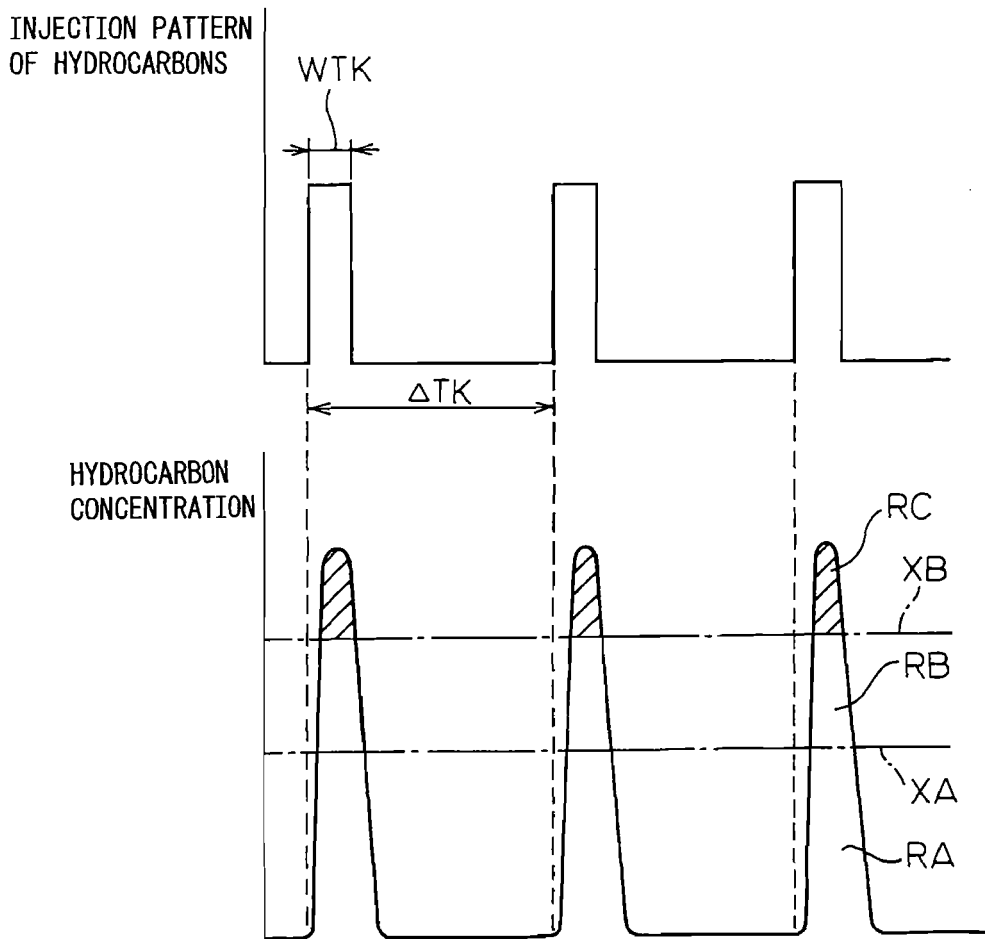 INJECTION PATTERN
OF HYDROCARBONS
WTK
ΔTK
HYDROCARBON
CONCENTRATION
RC
XB
RB
XA
RA